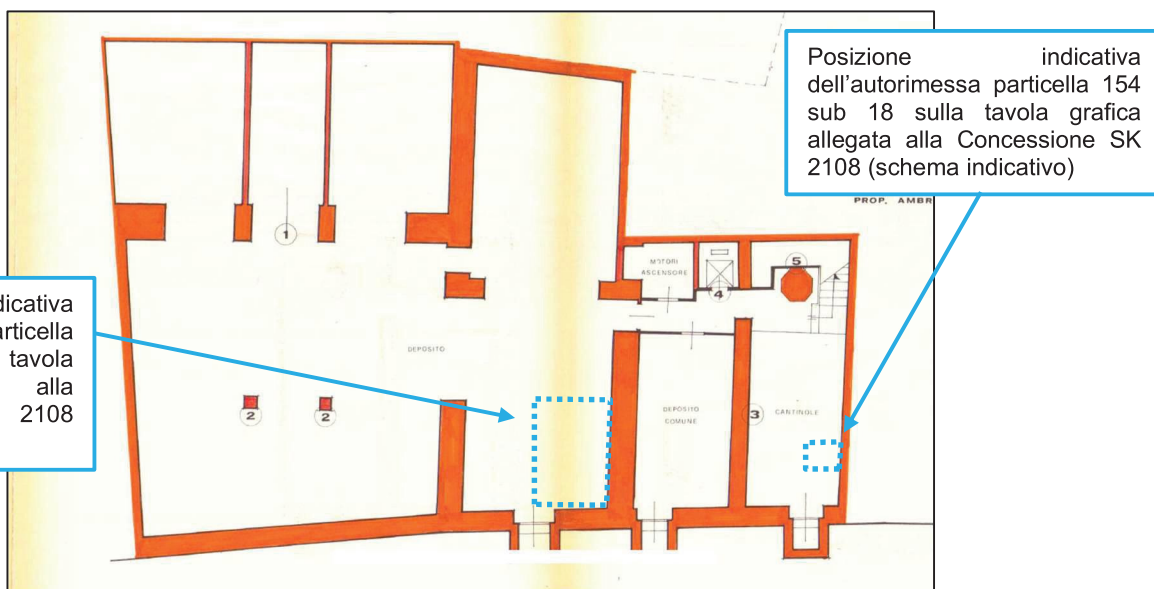 Posizione indicativa
dell'autorimessa particella 154
sub 18 sulla tavola grafica
allegata alla Concessione SK
2108 (schema indicativo)
PROP. AMBR
MOTORI
ASCENSORE
5
4
1
dicativa
articella
tavola
alla
2108
DEPOSITO
2
2
DEPOSITO
COMUNE
3
CANTINOLE